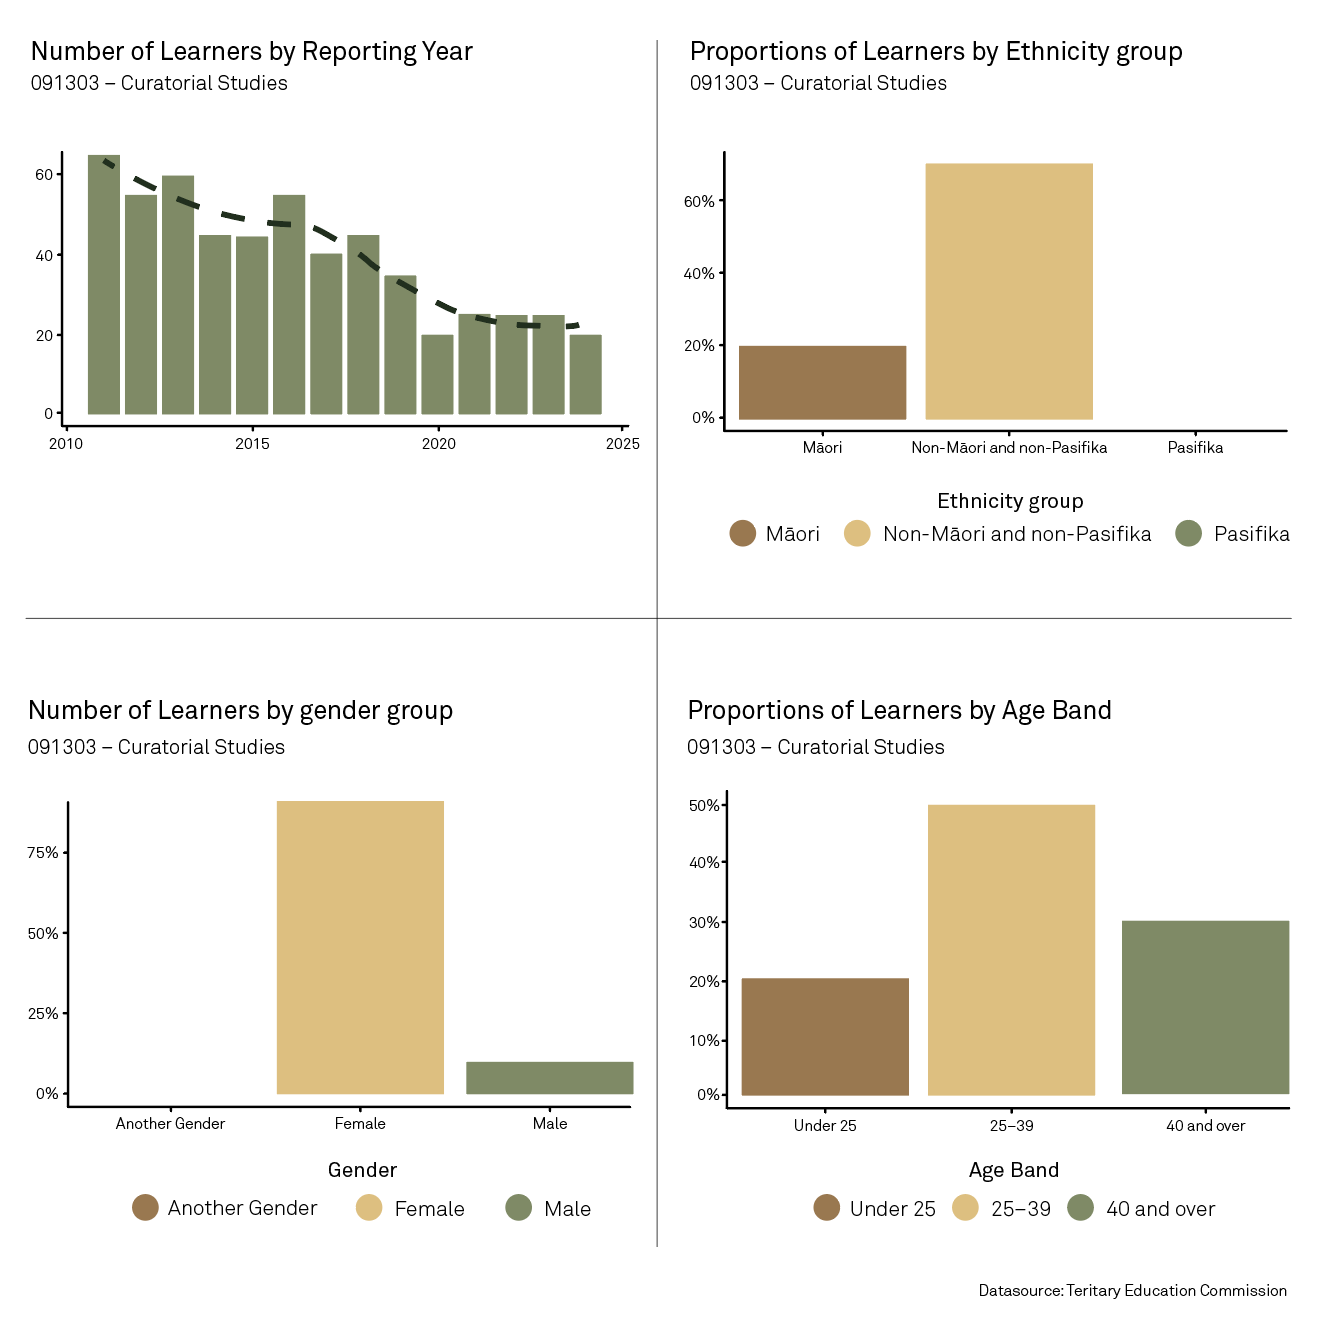 Number of Learners by Reporting Year
091303 – Curatorial Studies
60
40
20
0
2010 2015 2020 2025
Proportions of Learners by Ethnicity group
091303 – Curatorial Studies
60%
40%
20%
0%
Māori Non-Māori and non-Pasifika Pasifika
Ethnicity group
Māori Non-Māori and non-Pasifika Pasifika
Number of Learners by gender group
091303 – Curatorial Studies
75%
50%
25%
0%
Another Gender Female Male
Gender
Another Gender Female Male
Proportions of Learners by Age Band
091303 – Curatorial Studies
50%
40%
30%
20%
10%
0%
Under 25 25–39 40 and over
Age Band
Under 25 25–39 40 and over
Datasource: Teritary Education Commission